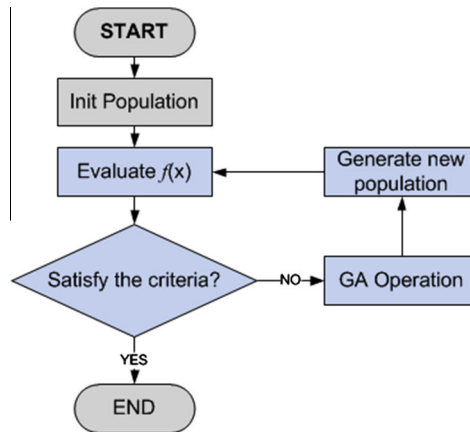 START
Init Population
Evaluate f(x)
Generate new
population
Satisfy the criteria?
NO
GA Operation
YES
END